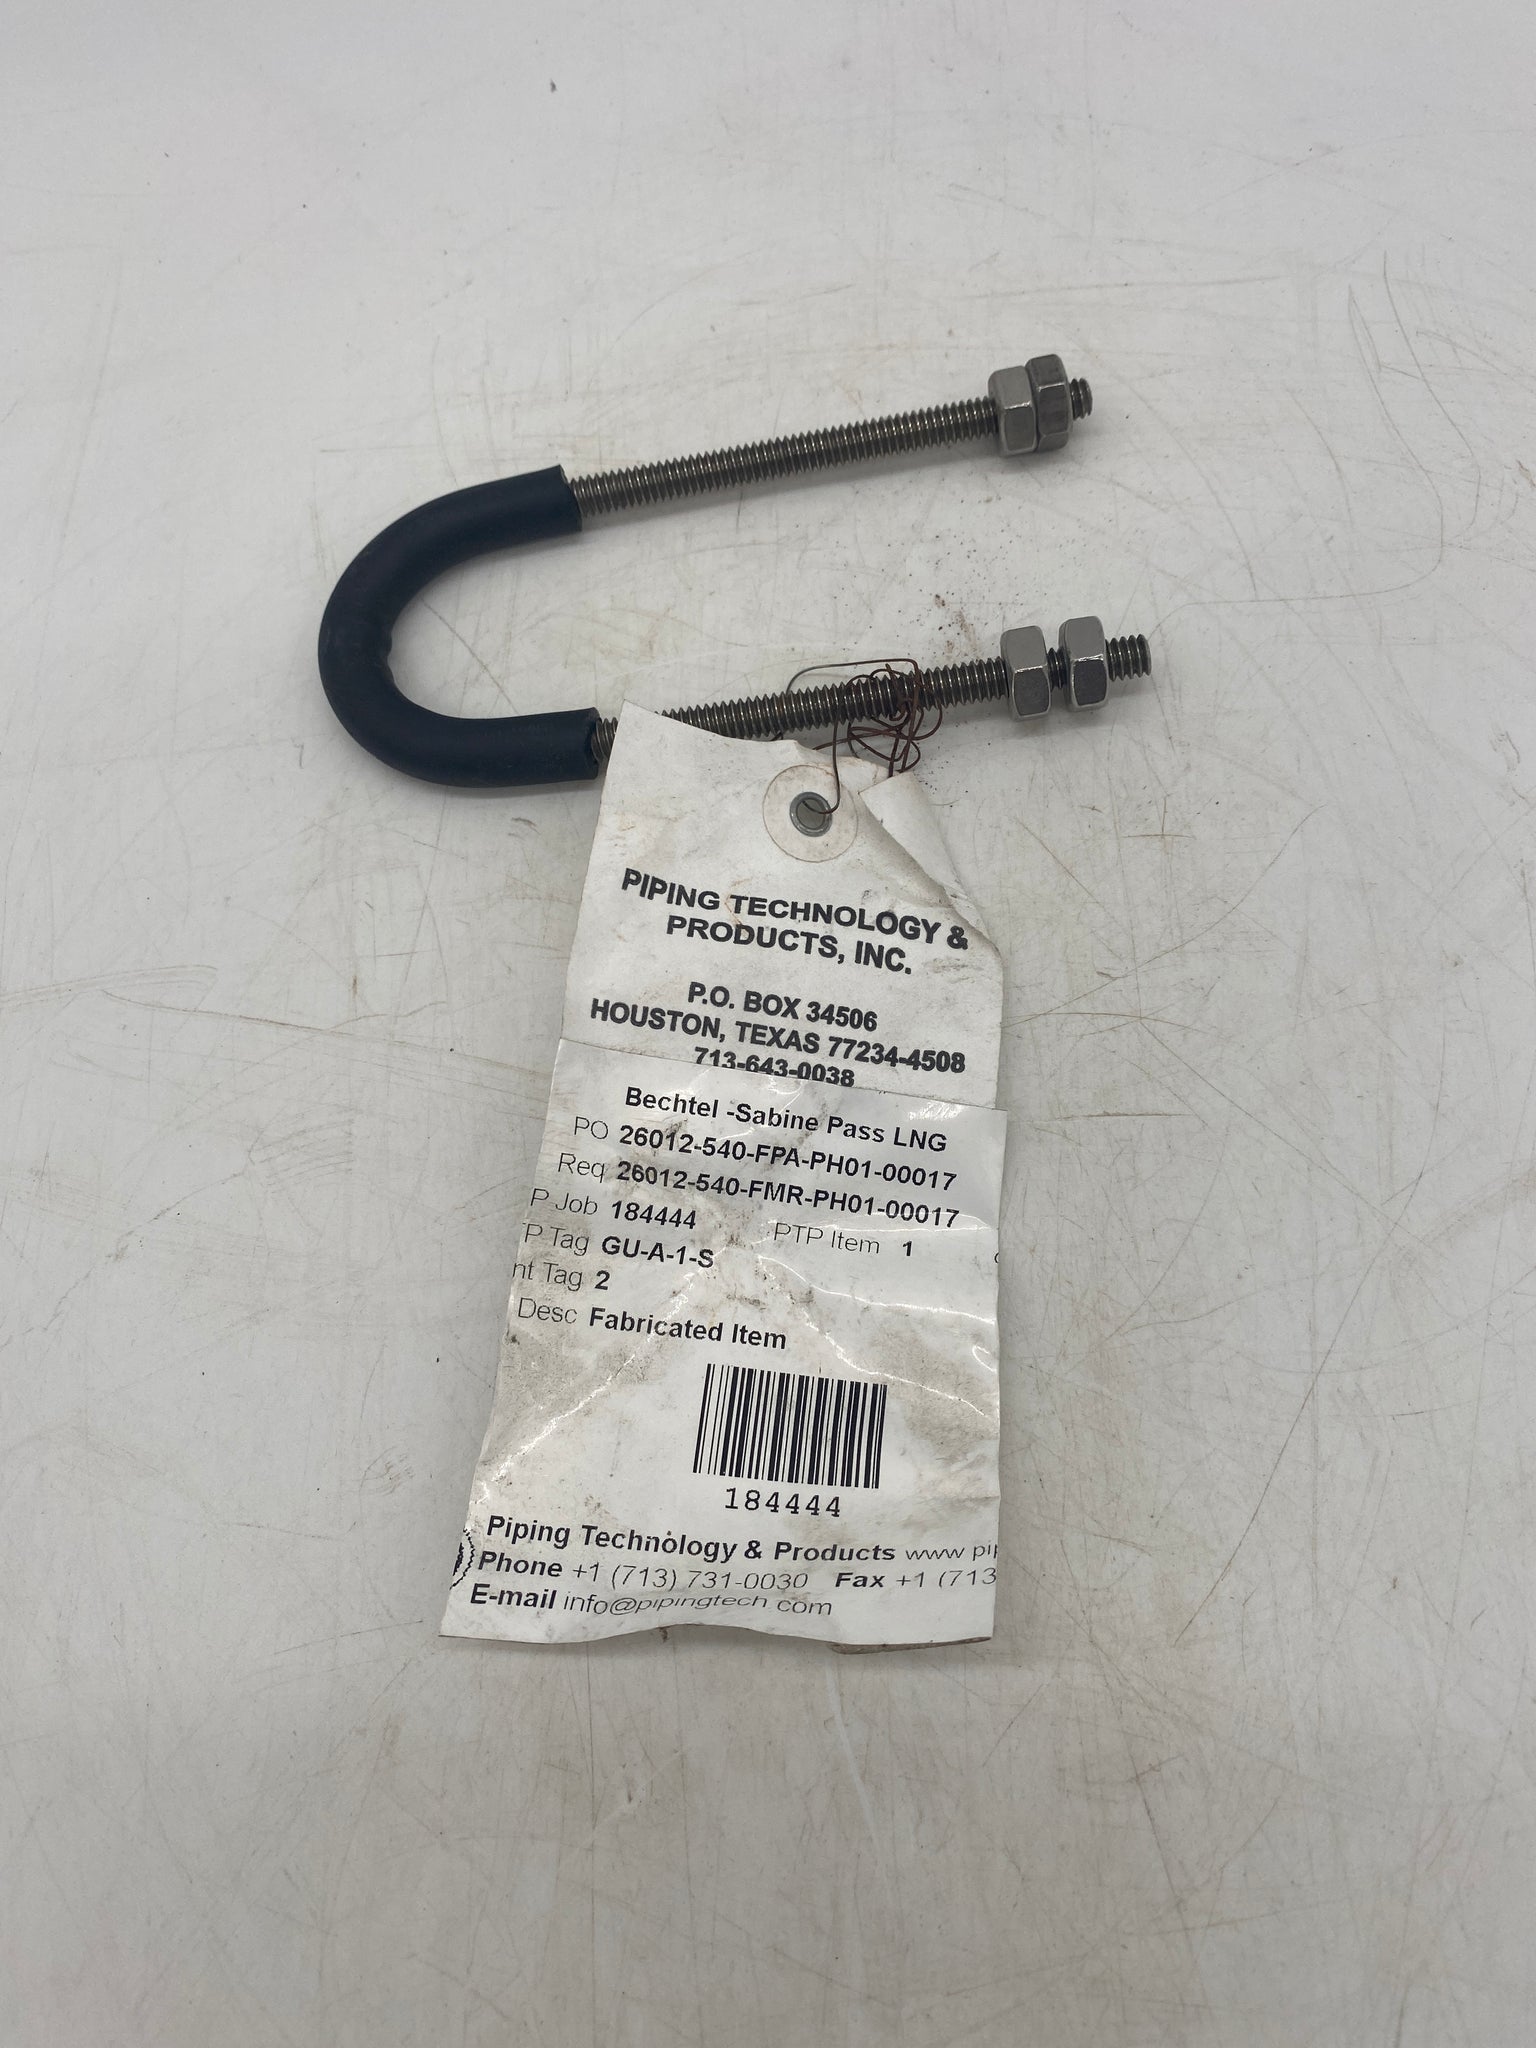 PIPING TECHNOLOGY &
PRODUCTS, INC.
P.O. BOX 34506
HOUSTON, TEXAS 77234-4508
713-643-0038
Bechtel -Sabine Pass LNG
PO 26012-540-FPA-PH01-00017
Req 26012-540-FMR-PH01-00017
P Job 184444 PTP Item 1
P Tag GU-A-1-S
nt Tag 2
Desc Fabricated Item
184444
Piping Technology & Products www pip
Phone +1 (713) 731-0030 Fax +1 (713
E-mail info@pipingtech.com